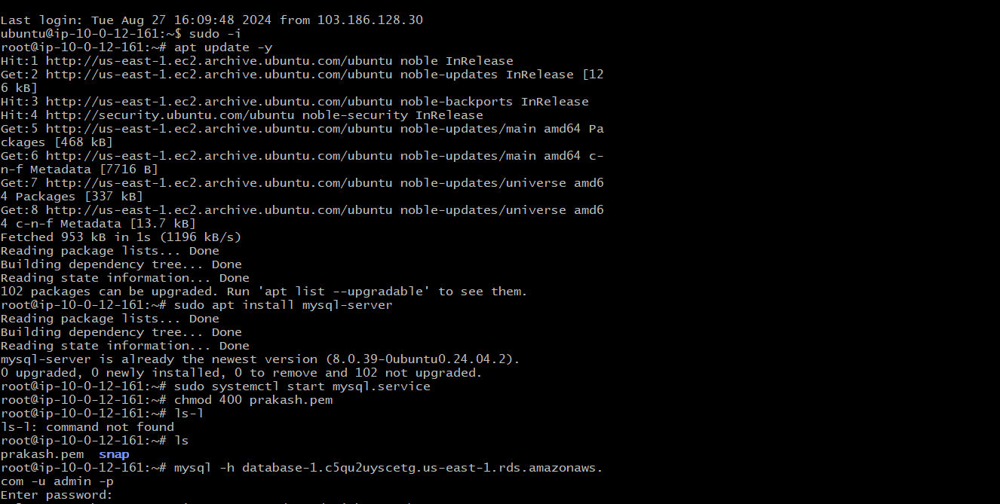 Last login: Tue Aug 27 16:09:48 2024 from 103.186.128.30
ubuntu@ip-10-0-12-161:~$ sudo -i
root@ip-10-0-12-161:~# apt update -y
Hit:1 http://us-east-1.ec2.archive.ubuntu.com/ubuntu noble InRelease
Get:2 http://us-east-1.ec2.archive.ubuntu.com/ubuntu noble-updates InRelease [12
6 kB]
Hit:3 http://us-east-1.ec2.archive.ubuntu.com/ubuntu noble-backports InRelease
Hit:4 http://security.ubuntu.com/ubuntu noble-security InRelease
Get:5 http://us-east-1.ec2.archive.ubuntu.com/ubuntu noble-updates/main amd64 Pa
ckages [468 kB]
Get:6 http://us-east-1.ec2.archive.ubuntu.com/ubuntu noble-updates/main amd64 c-
n-f Metadata [7716 B]
Get:7 http://us-east-1.ec2.archive.ubuntu.com/ubuntu noble-updates/universe amd6
4 Packages [337 kB]
Get:8 http://us-east-1.ec2.archive.ubuntu.com/ubuntu noble-updates/universe amd6
4 c-n-f Metadata [13.7 kB]
Fetched 953 kB in 1s (1196 kB/s)
Reading package lists... Done
Building dependency tree... Done
Reading state information... Done
102 packages can be upgraded. Run 'apt list --upgradable' to see them.
root@ip-10-0-12-161:~# sudo apt install mysql-server
Reading package lists... Done
Building dependency tree... Done
Reading state information... Done
mysql-server is already the newest version (8.0.39-0ubuntu0.24.04.2).
0 upgraded, 0 newly installed, 0 to remove and 102 not upgraded.
root@ip-10-0-12-161:~# sudo systemctl start mysql.service
root@ip-10-0-12-161:~# chmod 400 prakash.pem
root@ip-10-0-12-161:~# ls-l
ls-l: command not found
root@ip-10-0-12-161:~# ls
prakash.pem  snap
root@ip-10-0-12-161:~# mysql -h database-1.c5qu2uyscetg.us-east-1.rds.amazonaws.
com -u admin -p
Enter password: